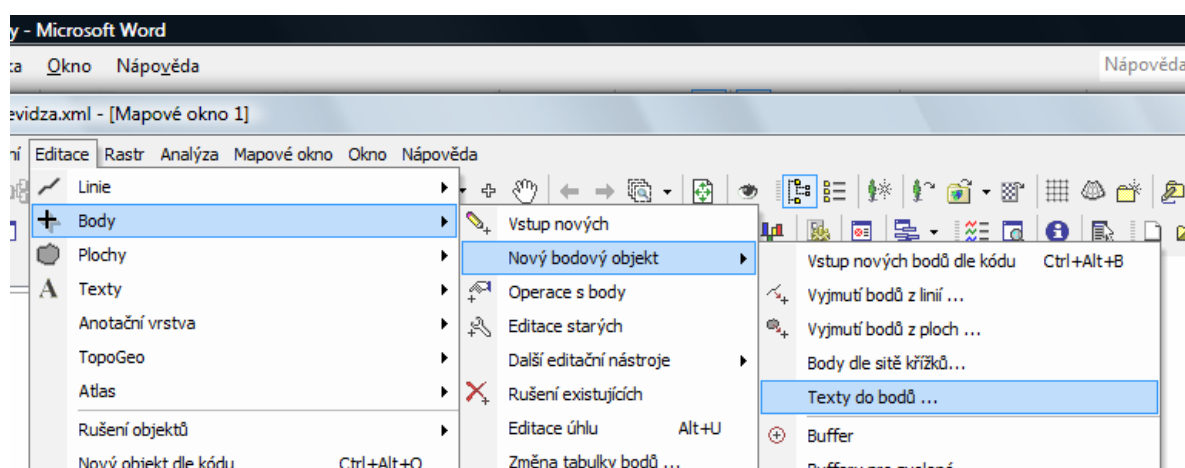 y - Microsoft Word
ka Okno Nápověda Nápověda
evidza.xml - [Mapové okno 1]
ní Editace Rastr Analýza Mapové okno Okno Nápověda
Linie
Body
Plochy
Texty
Anotační vrstva
TopoGeo
Atlas
Rušení objektů
Nový objekt dle kódu Ctrl+Alt+O
Vstup nových
Nový bodový objekt
Operace s body
Editace starých
Další editační nástroje
Rušení existujících
Editace úhlu Alt+U
Změna tabulky bodů ...
Vstup nových bodů dle kódu Ctrl+Alt+B
Vyjmutí bodů z linií ...
Vyjmutí bodů z ploch ...
Body dle sítě křížků...
Texty do bodů ...
Buffer